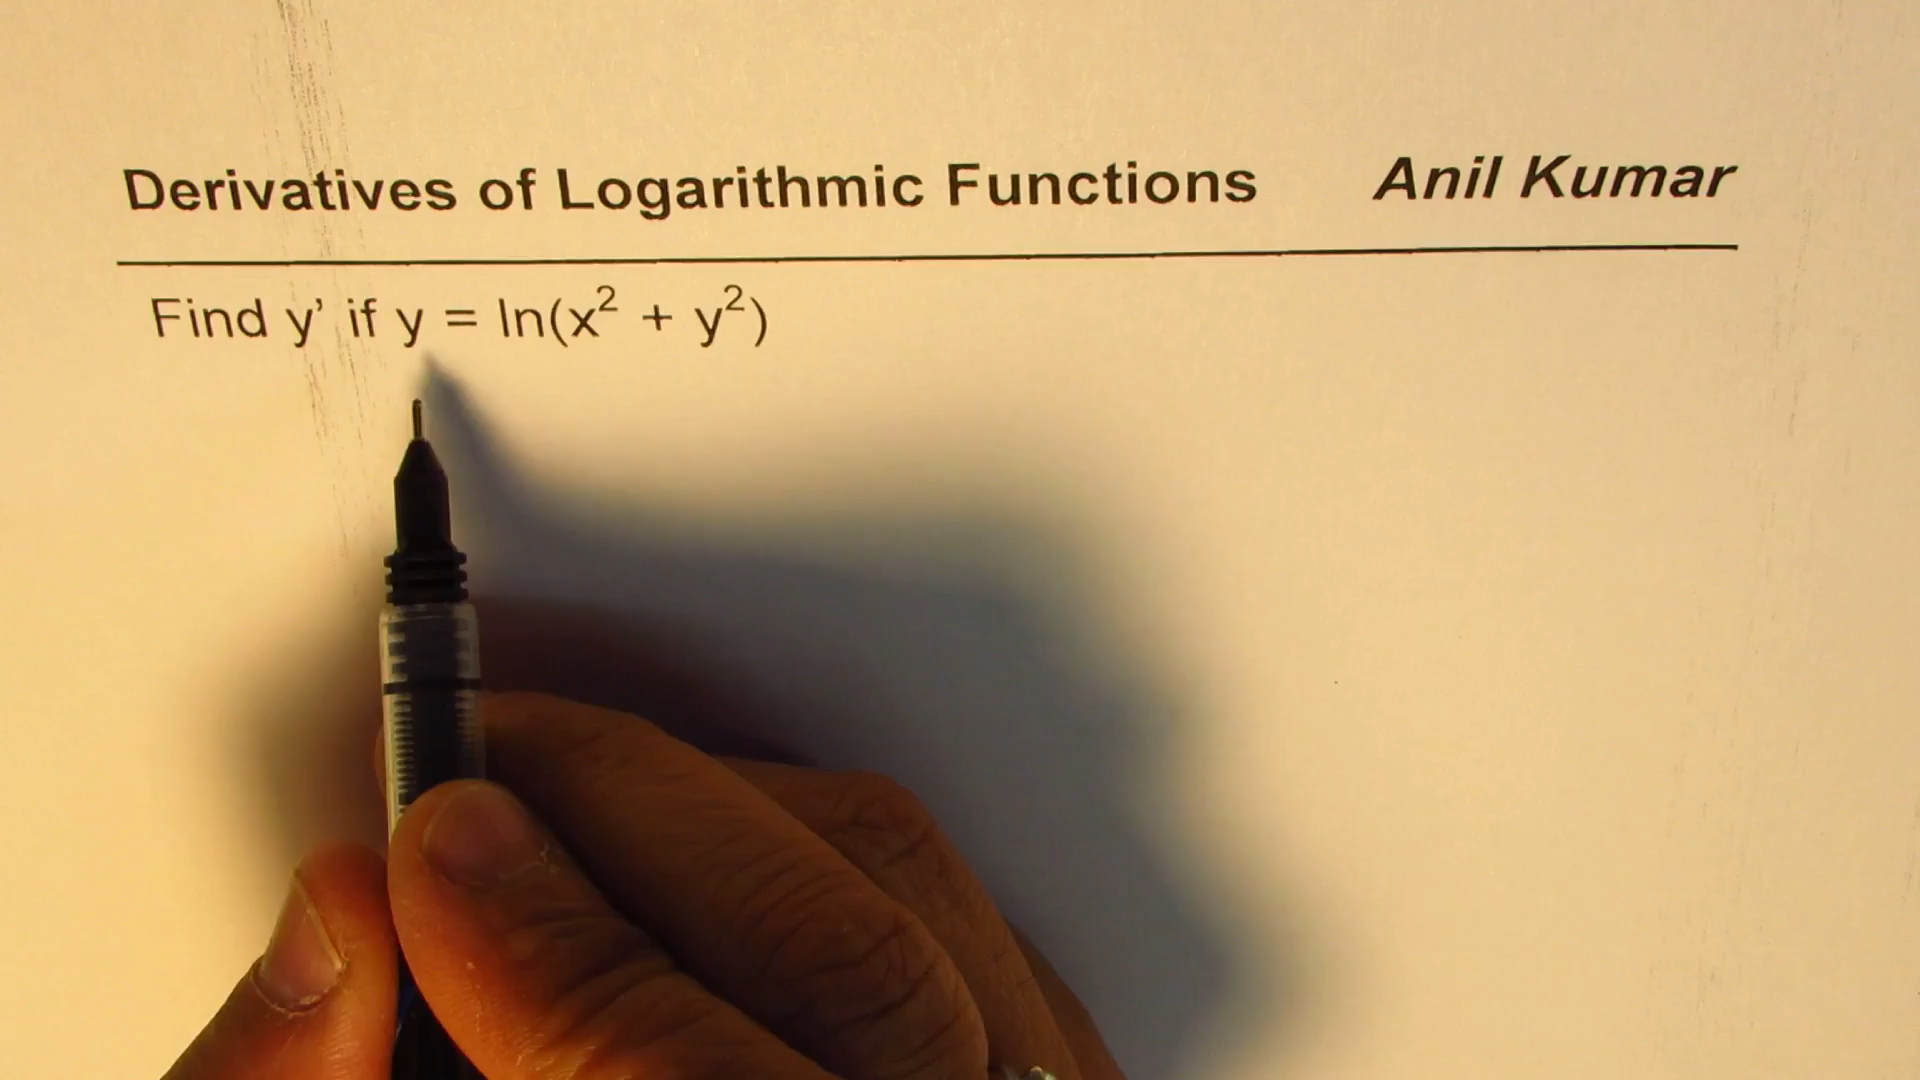 Derivatives of Logarithmic Functions Anil Kumar
Find y' if y = ln(x² + y²)